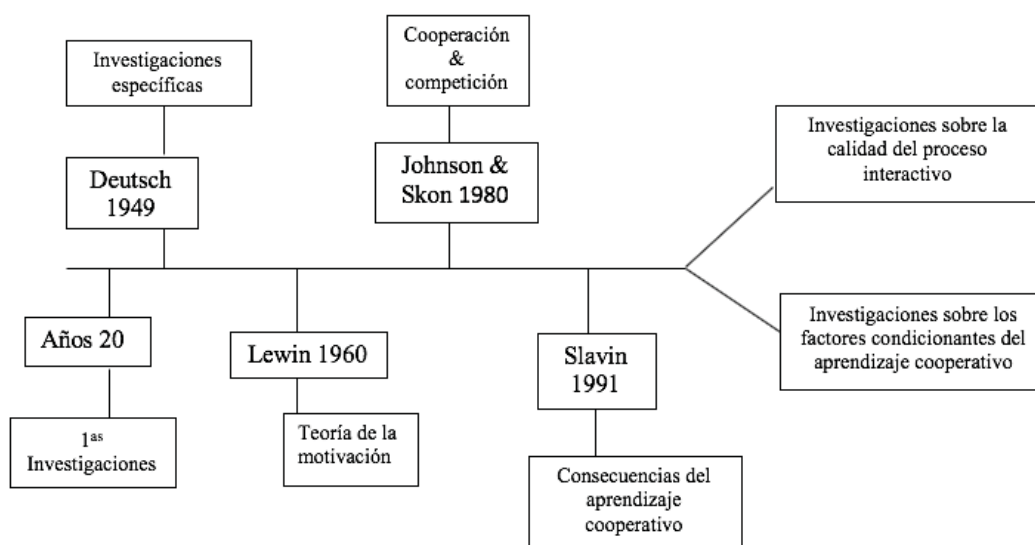 Investigaciones
específicas
Cooperación
&
competición
Deutsch
1949
Johnson &
Skon 1980
Investigaciones sobre la
calidad del proceso
interactivo
Años 20
Lewin 1960
Slavin
1991
Investigaciones sobre los
factores condicionantes del
aprendizaje cooperativo
1as
Investigaciones
Teoría de la
motivación
Consecuencias del
aprendizaje
cooperativo